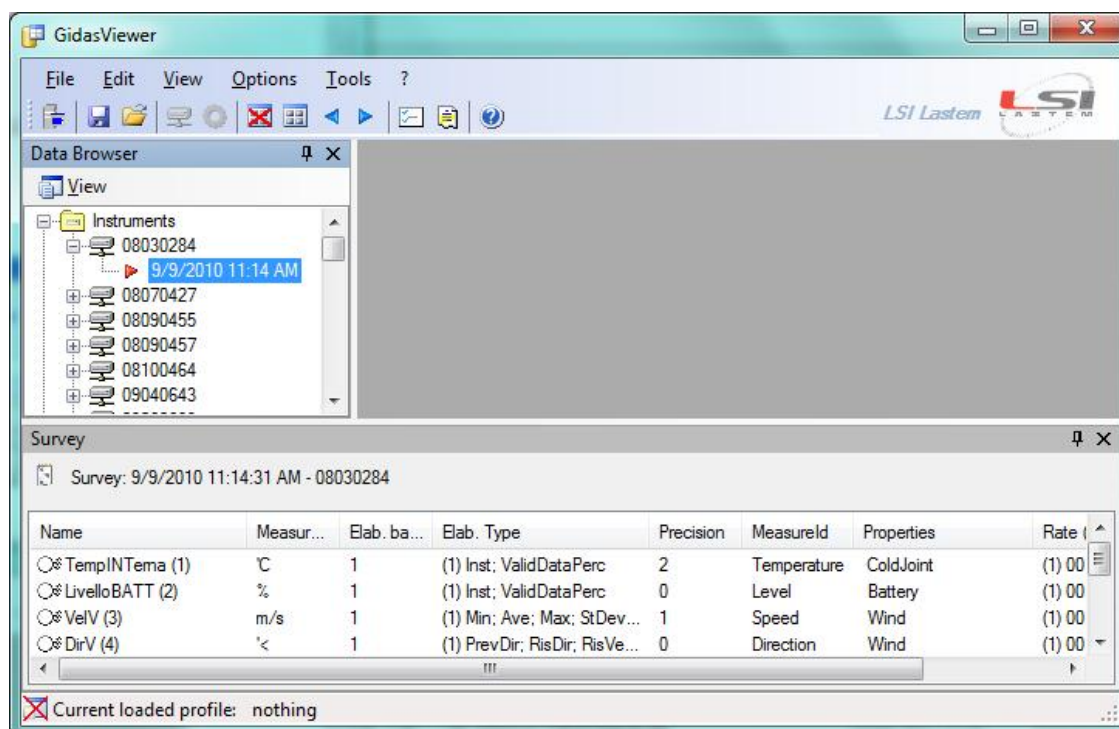 GidasViewer
File Edit View Options Tools ?
LSI Lastem
LSI
LASTEM
Data Browser
View
Instruments
08030284
9/9/2010 11:14 AM
08070427
08090455
08090457
08100464
09040643
Survey
Survey: 9/9/2010 11:14:31 AM - 08030284
Name Measur... Elab. ba... Elab. Type Precision MeasureId Properties Rate (
TempINTerna (1) °C 1 (1) Inst; ValidDataPerc 2 Temperature ColdJoint (1) 00
LivelloBATT (2) % 1 (1) Inst; ValidDataPerc 0 Level Battery (1) 00
VelV (3) m/s 1 (1) Min; Ave; Max; StDev... 1 Speed Wind (1) 00
DirV (4) °< 1 (1) PrevDir; RisDir; RisVe... 0 Direction Wind (1) 00
Current loaded profile: nothing